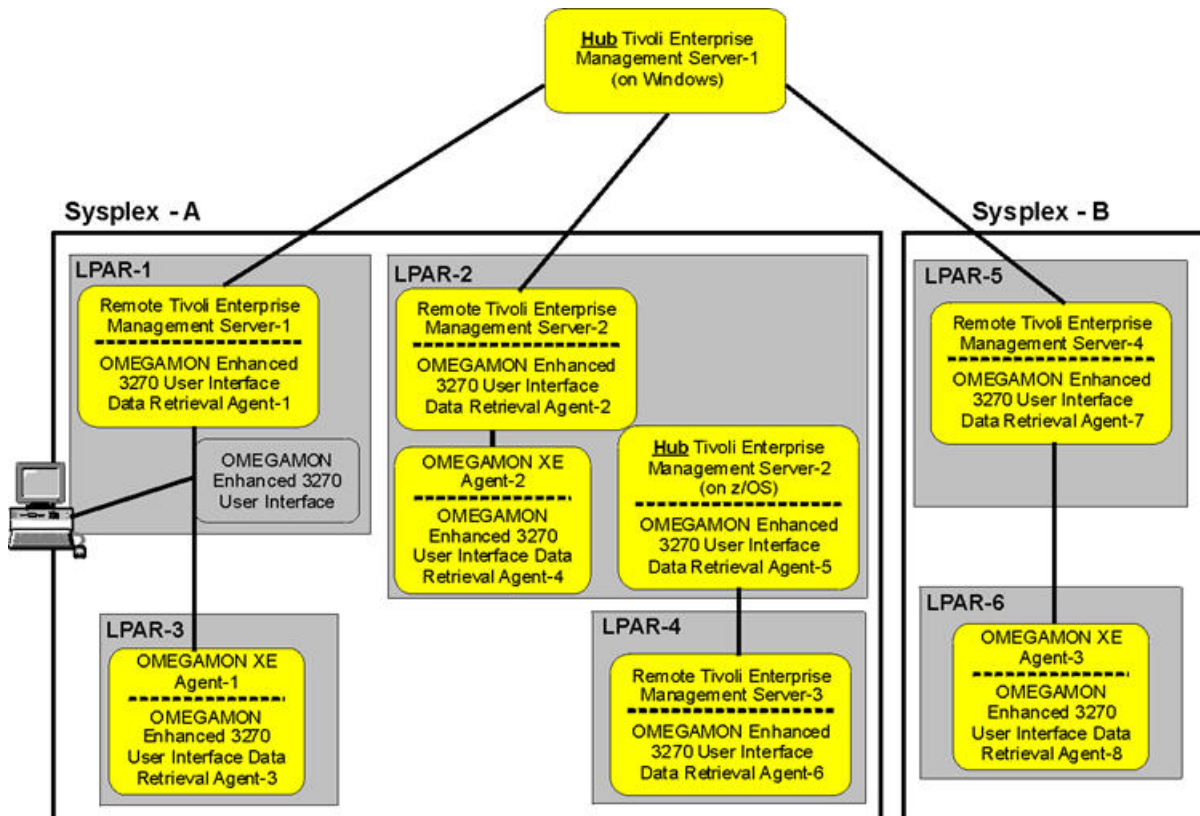 Hub Tivoli Enterprise
Management Server-1
(on Windows)
Sysplex - A
Sysplex - B
LPAR-1
Remote Tivoli Enterprise
Management Server-1
OMEGAMON Enhanced
3270 User Interface
Data Retrieval Agent-1
OMEGAMON
Enhanced 3270
User Interface
LPAR-2
Remote Tivoli Enterprise
Management Server-2
OMEGAMON Enhanced
3270 User Interface
Data Retrieval Agent-2
OMEGAMON XE
Agent-2
OMEGAMON
Enhanced 3270
User Interface Data
Retrieval Agent-4
Hub Tivoli Enterprise
Management Server-2
(on z/OS)
OMEGAMON Enhanced
3270 User Interface
Data Retrieval Agent-5
LPAR-5
Remote Tivoli Enterprise
Management Server-4
OMEGAMON Enhanced
3270 User Interface
Data Retrieval Agent-7
LPAR-3
OMEGAMON XE
Agent-1
OMEGAMON
Enhanced 3270
User Interface Data
Retrieval Agent-3
LPAR-4
Remote Tivoli Enterprise
Management Server-3
OMEGAMON Enhanced
3270 User Interface
Data Retrieval Agent-6
LPAR-6
OMEGAMON XE
Agent-3
OMEGAMON
Enhanced 3270
User Interface Data
Retrieval Agent-8